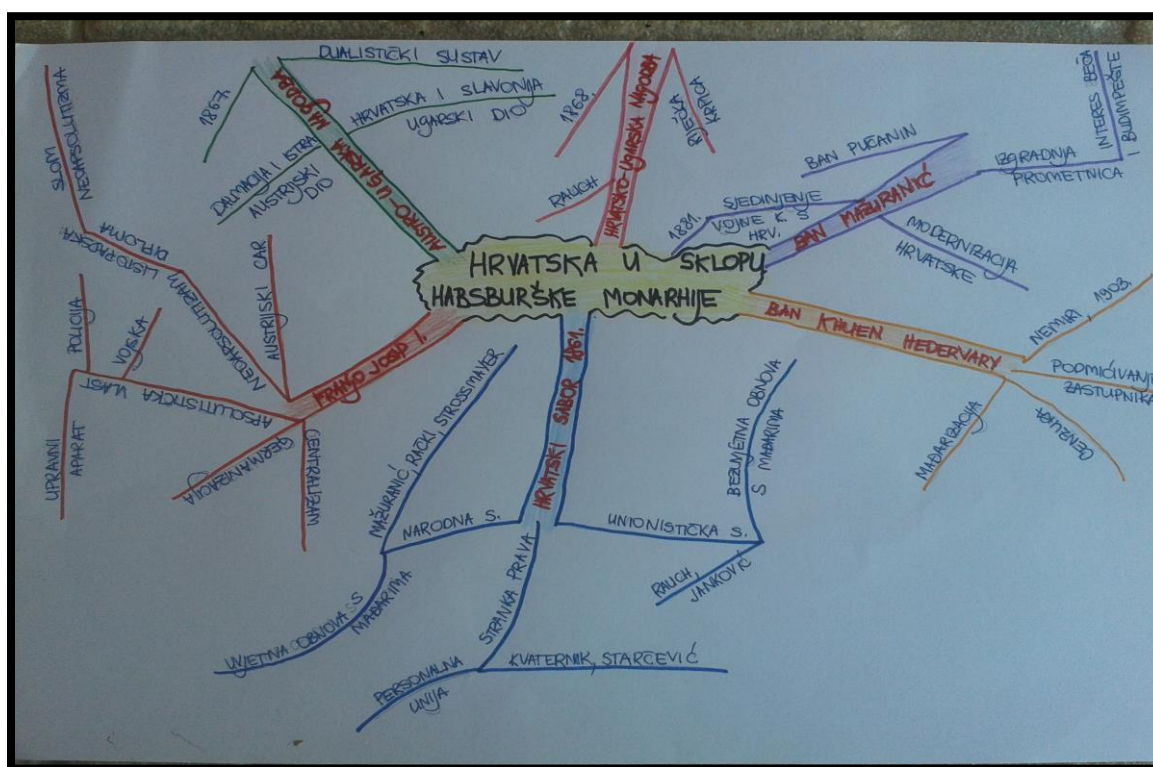 HRVATSKA U SKLOPU
HABSBURŠKE MONARHIJE
AUSTRO-UGARSKA NAGODBA
1867.
DUALISTIČKI SUSTAV
HRVATSKA I SLAVONIJA
UGARSKI DIO
DALMACIJA I ISTRA
AUSTRIJSKI
DIO
HRVATSKO-UGARSKA NAGODBA
1868.
RIJEČKA
KRPICA
RAUCH
BAN MAŽURANIĆ
BAN PUČANIN
1881.
SJEDINJENJE
VOJNE K. S
HRV.
MODERNIZACIJA
HRVATSKE
IZGRADNJA
PROMETNICA
INTERES BEČA
I BUDIMPEŠTE
BAN KHUEN HEDERVARY
NEMIRI, 1903.
PODMIĆIVANJE
ZASTUPNIKA
CENZURA
MAĐARIZACIJA
HRVATSKI SABOR 1861.
UNIONISTIČKA S.
BEZUVJETNA OBNOVA
S MAĐARIMA
RAUCH,
JANKOVIĆ
STRANKA PRAVA
KVATERNIK, STARČEVIĆ
PERSONALNA
UNIJA
NARODNA S.
MAŽURANIĆ, RAČKI, STROSSMAYER
UVJETNA OBNOVA S
MAĐARIMA
FRANJO JOSIP I.
AUSTRIJSKI CAR
NEOAPSOLUTIZAM
LISTOPADSKA
DIPLOMA
SLOM
NEOAPSOLUTIZMA
APSOLUTISTIČKA VLAST
POLICIJA
VOJSKA
UPRAVNI
APARAT
GERMANIZACIJA
CENTRALIZAM